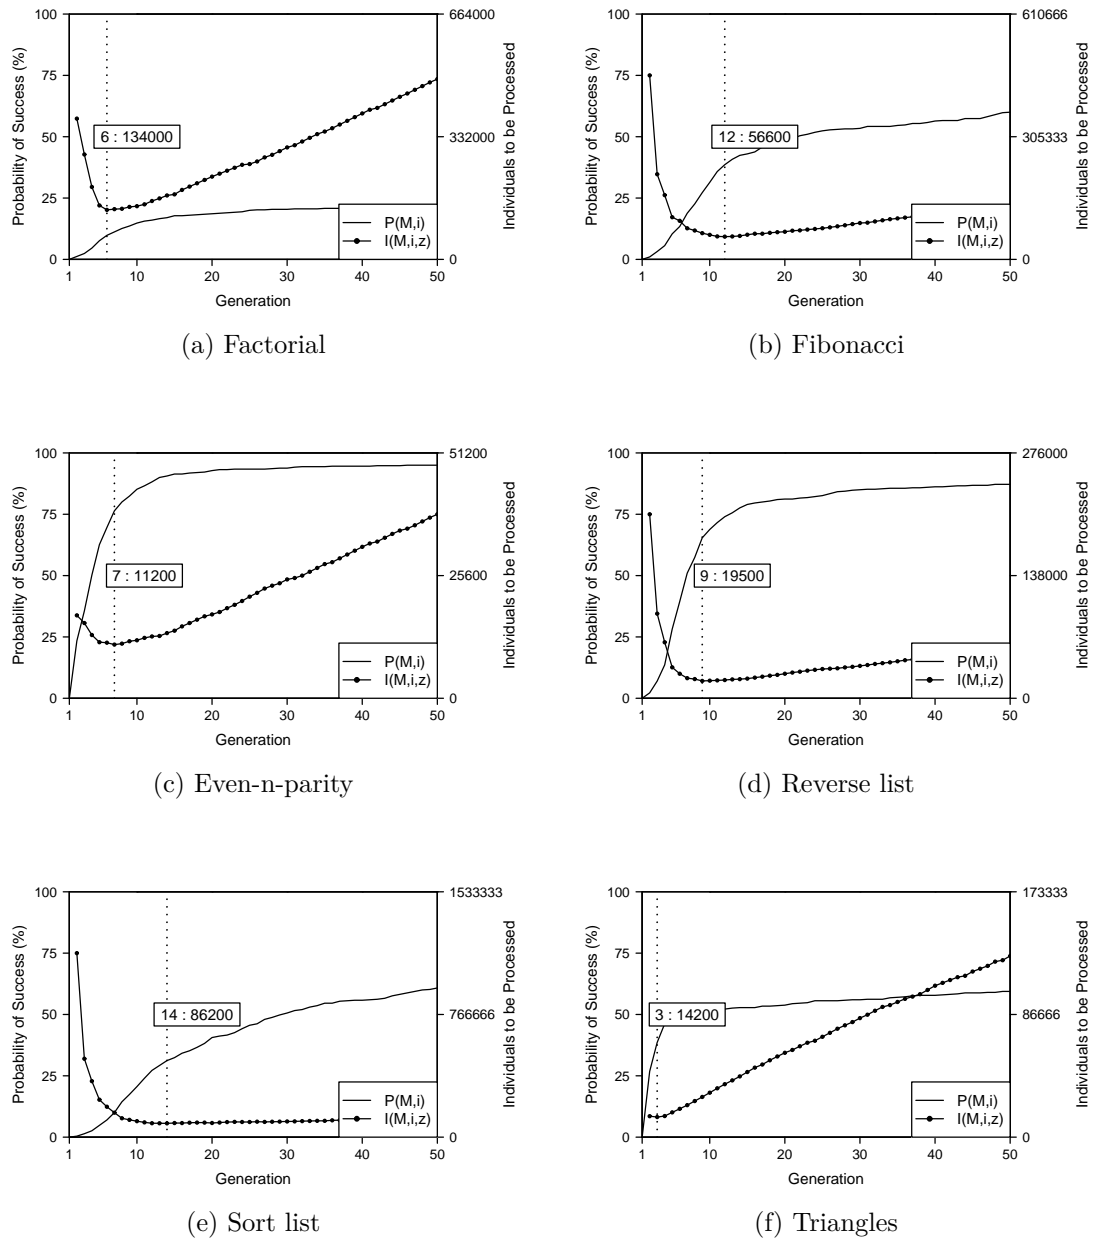 100 664000
75
50 332000
25
0 0
Probability of Success (%)
Individuals to be Processed
6 : 134000
P(M,i)
I(M,i,z)
1 10 20 30 40 50
Generation
(a) Factorial
100 610666
75
50 305333
25
0 0
Probability of Success (%)
Individuals to be Processed
12 : 56600
P(M,i)
I(M,i,z)
1 10 20 30 40 50
Generation
(b) Fibonacci
100 51200
75
50 25600
25
0 0
Probability of Success (%)
Individuals to be Processed
7 : 11200
P(M,i)
I(M,i,z)
1 10 20 30 40 50
Generation
(c) Even-n-parity
100 276000
75
50 138000
25
0 0
Probability of Success (%)
Individuals to be Processed
9 : 19500
P(M,i)
I(M,i,z)
1 10 20 30 40 50
Generation
(d) Reverse list
100 1533333
75
50 766666
25
0 0
Probability of Success (%)
Individuals to be Processed
14 : 86200
P(M,i)
I(M,i,z)
1 10 20 30 40 50
Generation
(e) Sort list
100 173333
75
50 86666
25
0 0
Probability of Success (%)
Individuals to be Processed
3 : 14200
P(M,i)
I(M,i,z)
1 10 20 30 40 50
Generation
(f) Triangles